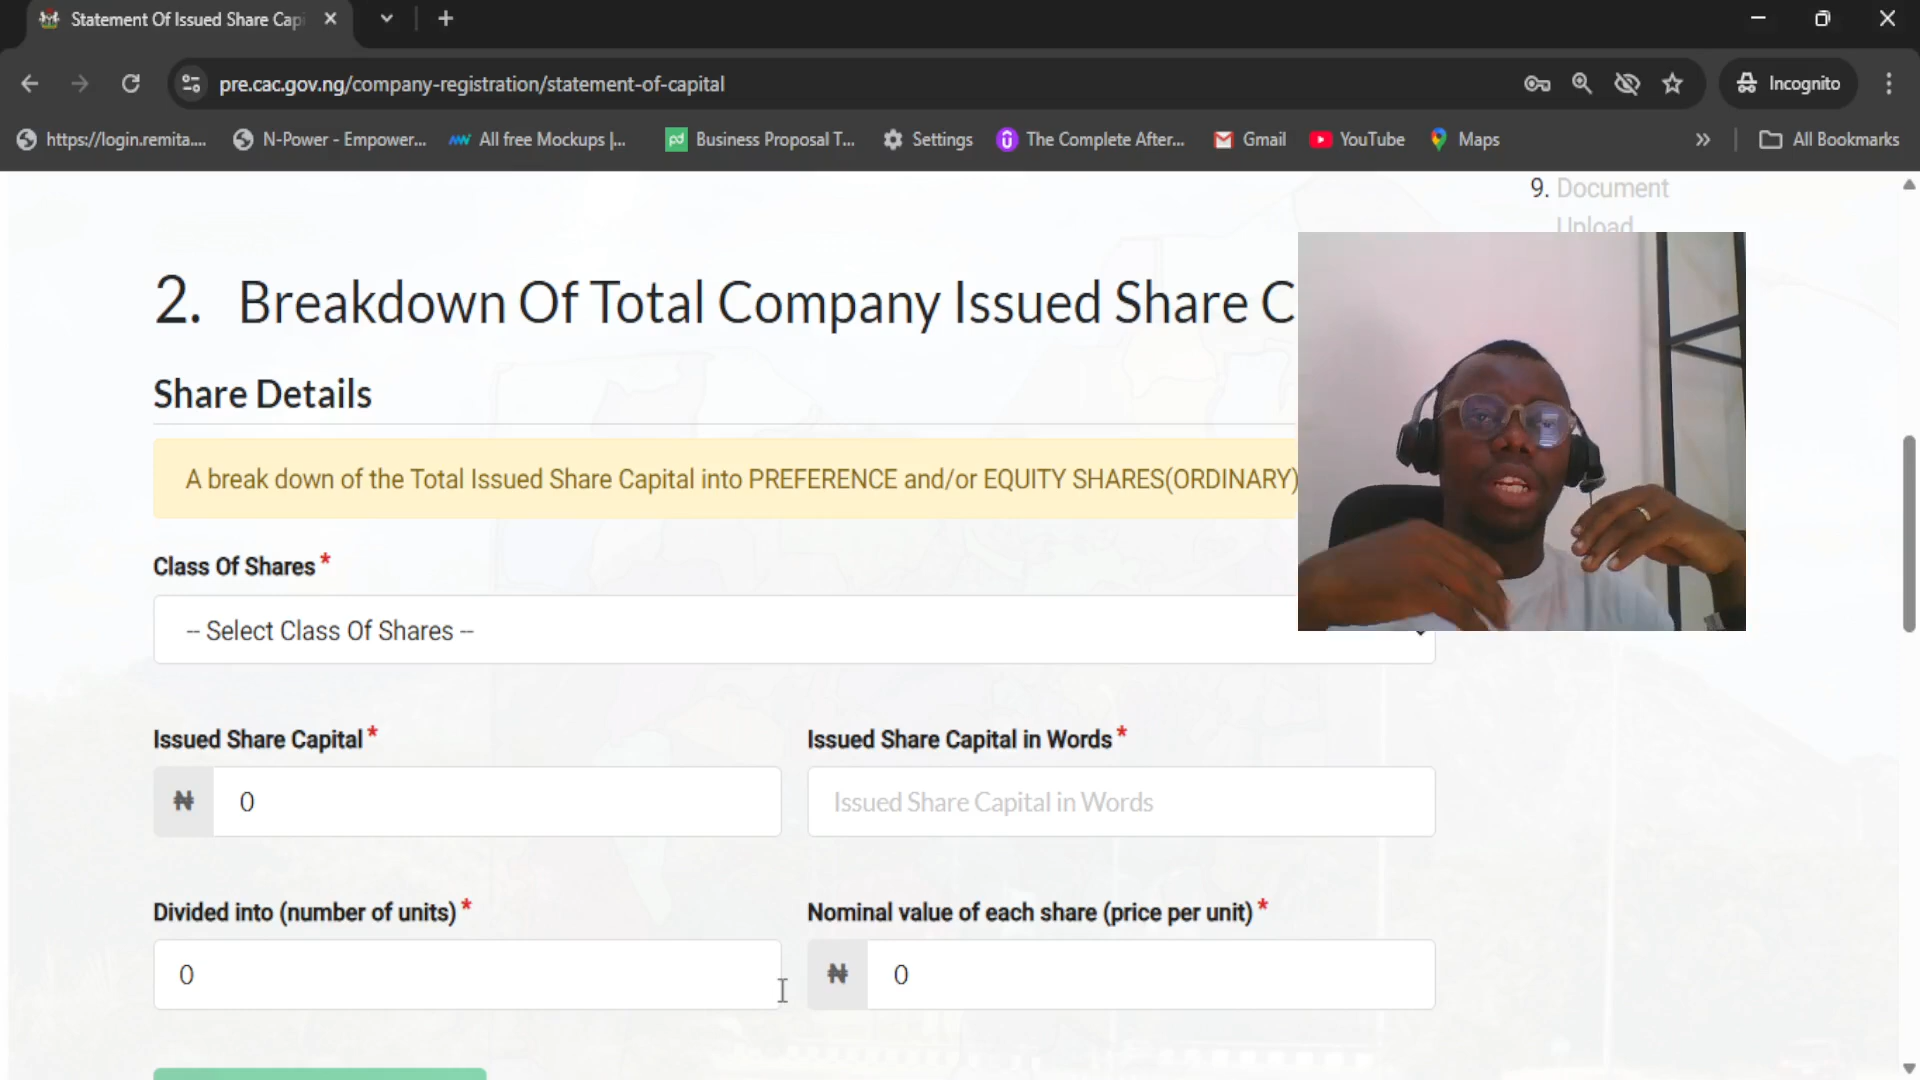 Statement Of Issued Share Cap
pre.cac.gov.ng/company-registration/statement-of-capital
Incognito
https://login.remita....
N-Power - Empower...
All free Mockups |...
pd
Business Proposal T...
Settings
The Complete After...
Gmail
YouTube
Maps
All Bookmarks
9. Document
Upload
2. Breakdown Of Total Company Issued Share C
Share Details
A break down of the Total Issued Share Capital into PREFERENCE and/or EQUITY SHARES(ORDINARY)
Class Of Shares *
-- Select Class Of Shares --
Issued Share Capital *
Issued Share Capital in Words *
₦ 0
Issued Share Capital in Words
Divided into (number of units) *
Nominal value of each share (price per unit) *
0
₦ 0